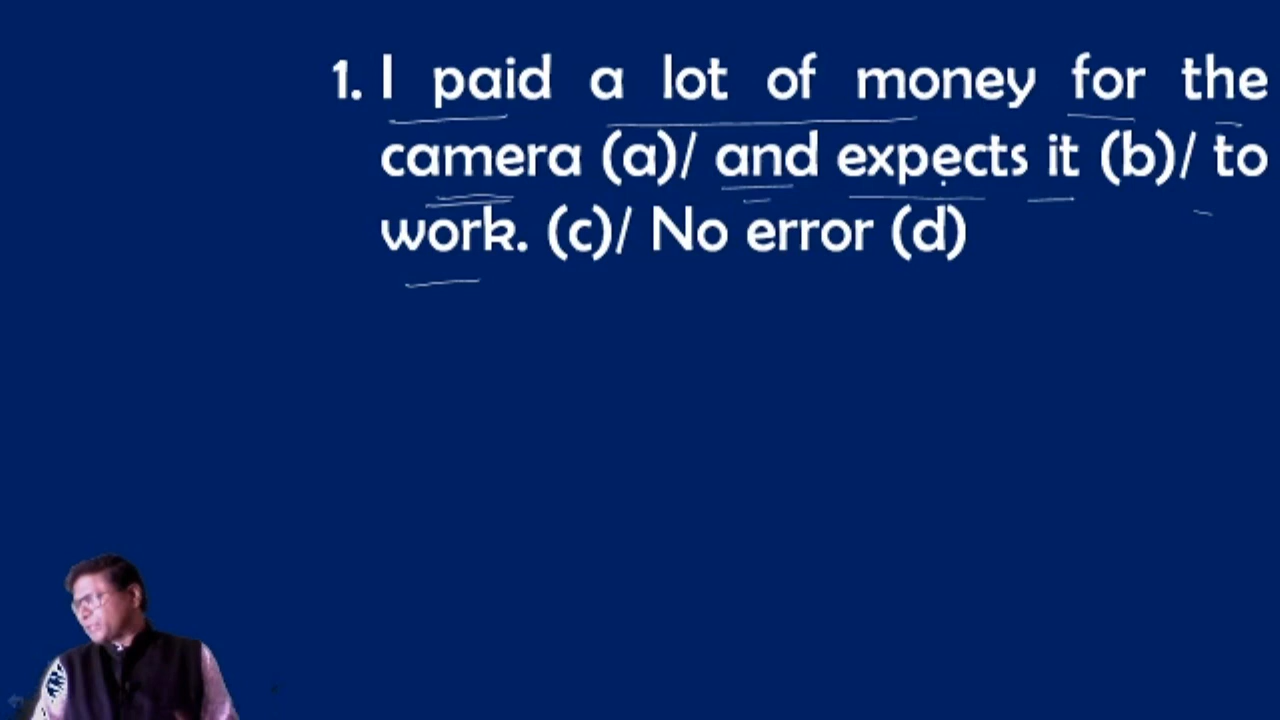 1. I paid a lot of money for the
camera (a)/ and expects it (b)/ to
work. (c)/ No error (d)